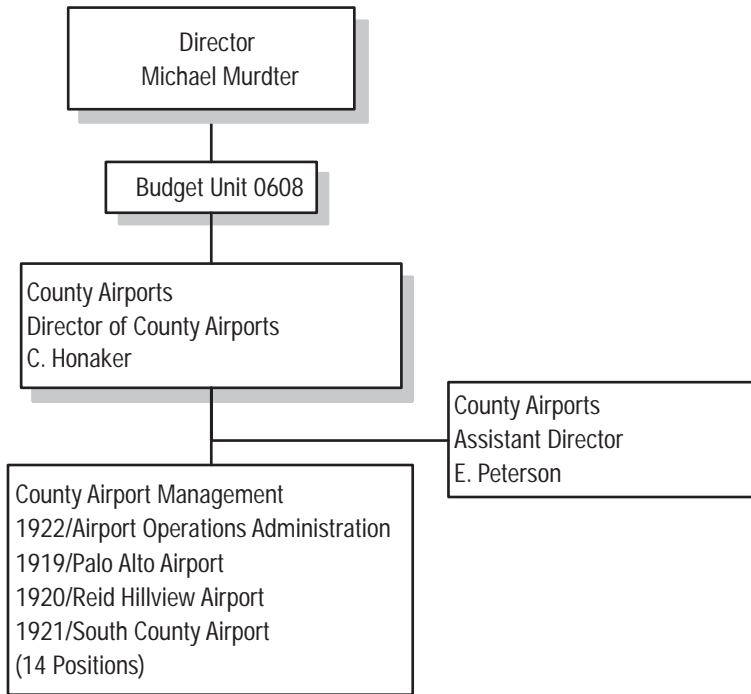 Director
Michael Murdter
Budget Unit 0608
County Airports
Director of County Airports
C. Honaker
County Airports
Assistant Director
E. Peterson
County Airport Management
1922/Airport Operations Administration
1919/Palo Alto Airport
1920/Reid Hillview Airport
1921/South County Airport
(14 Positions)